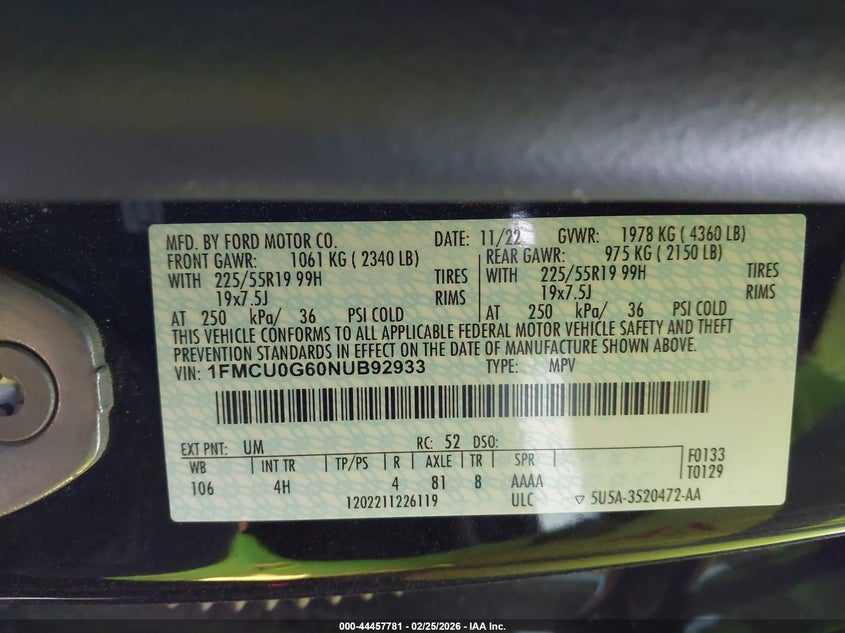 MFD. BY FORD MOTOR CO. DATE: 11/22 GVWR: 1978 KG ( 4360 LB)
FRONT GAWR: 1061 KG ( 2340 LB) REAR GAWR: 975 KG ( 2150 LB)
WITH 225/55R19 99H TIRES WITH 225/55R19 99H TIRES
19x7.5J RIMS 19x7.5J RIMS
AT 250 kPa/ 36 PSI COLD AT 250 kPa/ 36 PSI COLD
THIS VEHICLE CONFORMS TO ALL APPLICABLE FEDERAL MOTOR VEHICLE SAFETY AND THEFT
PREVENTION STANDARDS IN EFFECT ON THE DATE OF MANUFACTURE SHOWN ABOVE.
VIN: 1FMCU0G60NUB92933 TYPE: MPV
EXT PNT: UM RC: 52 DSO:
WB INT TR TP/PS R AXLE TR SPR F0133
106 4H 4 81 8 AAAA T0129
1202211226119 ULC ▽ 5U5A-3520472-AA
000-44457781 - 02/25/2026 - IAA Inc.